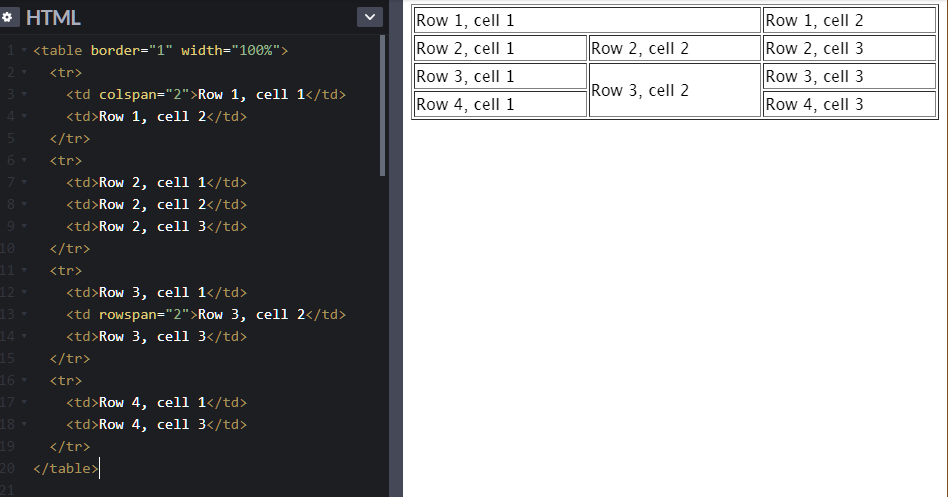 HTML
1 <table border="1" width="100%">
2 <tr>
3 <td colspan="2">Row 1, cell 1</td>
4 <td>Row 1, cell 2</td>
5 </tr>
6 <tr>
7 <td>Row 2, cell 1</td>
8 <td>Row 2, cell 2</td>
9 <td>Row 2, cell 3</td>
10 </tr>
11 <tr>
12 <td>Row 3, cell 1</td>
13 <td rowspan="2">Row 3, cell 2</td>
14 <td>Row 3, cell 3</td>
15 </tr>
16 <tr>
17 <td>Row 4, cell 1</td>
18 <td>Row 4, cell 3</td>
19 </tr>
20 </table>
21
Row 1, cell 1 Row 1, cell 2
Row 2, cell 1 Row 2, cell 2 Row 2, cell 3
Row 3, cell 1 Row 3, cell 2 Row 3, cell 3
Row 4, cell 1 Row 4, cell 3